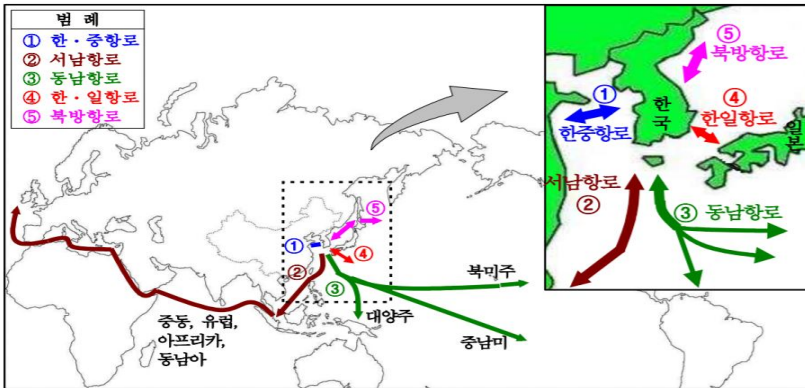 범 례
① 한·중항로
② 서남항로
③ 동남항로
④ 한·일항로
⑤ 북방항로
①
②
③
④
⑤
북미주
대양주
중남미
중동, 유럽,
아프리카,
동남아
⑤
북방항로
①
한중항로
한국
④
한일항로
일본
서남항로
②
③ 동남항로